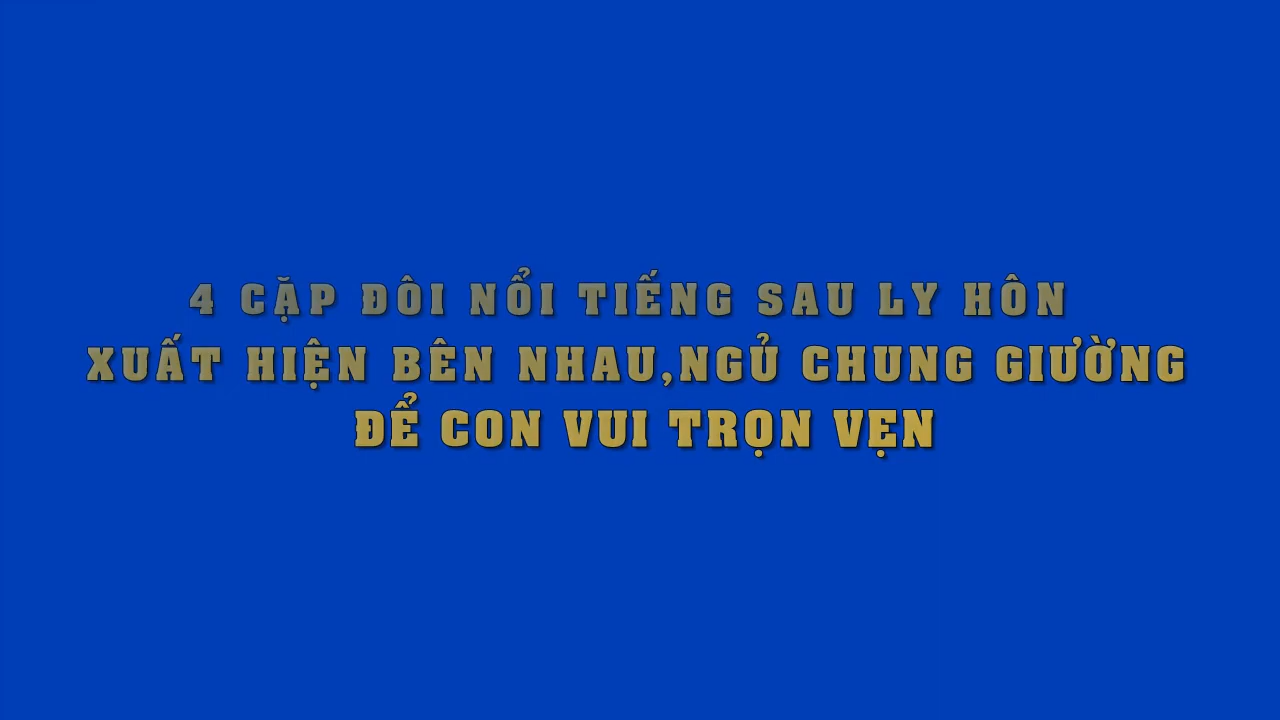 4 CẶP ĐÔI NỔI TIẾNG SAU LY HÔN
XUẤT HIỆN BÊN NHAU,NGỦ CHUNG GIƯỜNG
ĐỂ CON VUI TRỌN VẸN